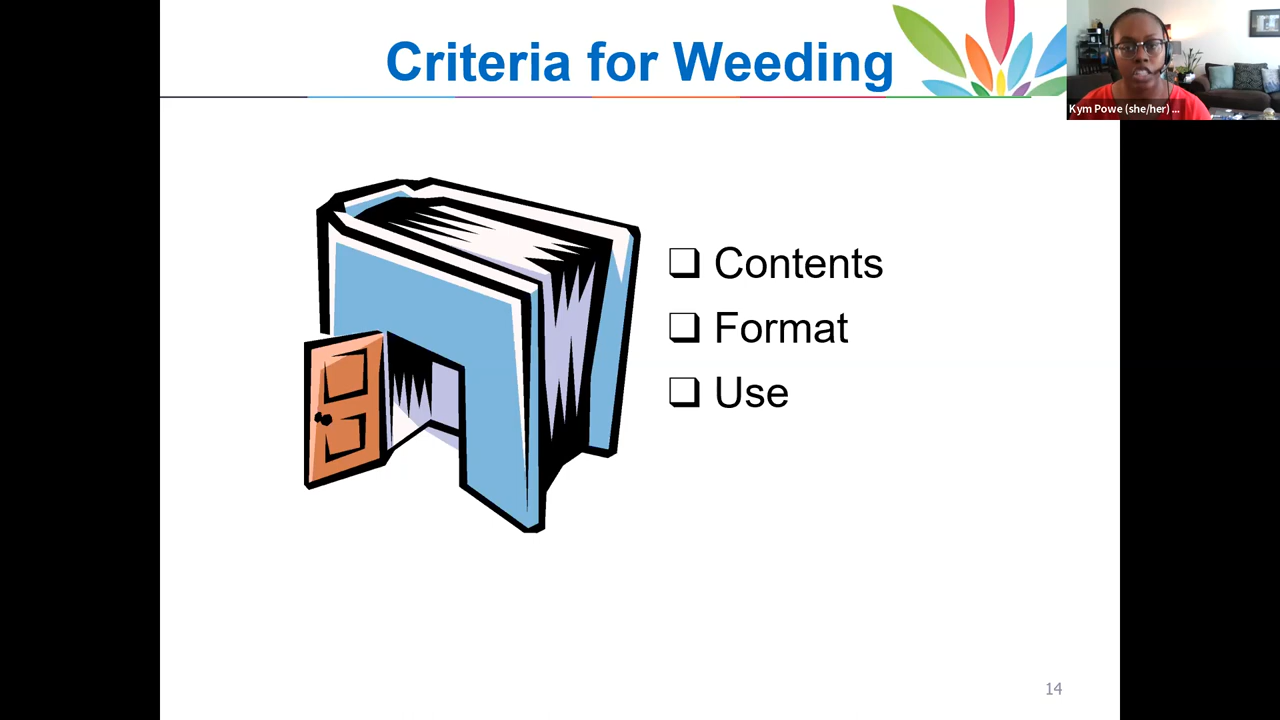 Criteria for Weeding
Kym Powe (she/her) ...
❑ Contents
❑ Format
❑ Use
14